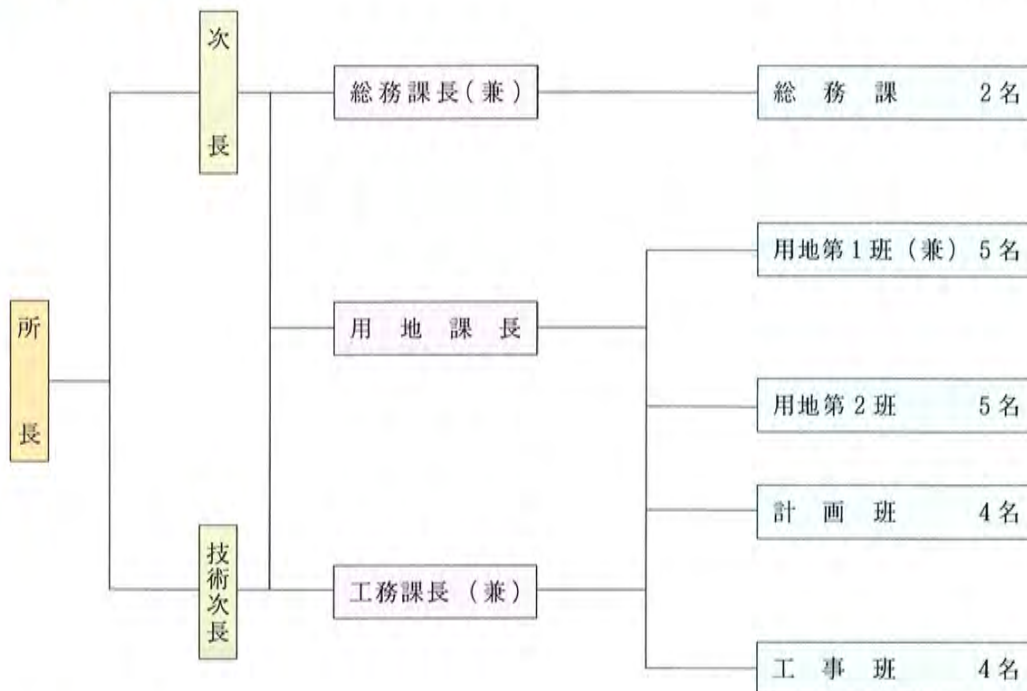 所長
次長
技術次長
総務課長(兼)
用地課長
工務課長(兼)
総務課 2名
用地第1班(兼) 5名
用地第2班 5名
計画班 4名
工事班 4名